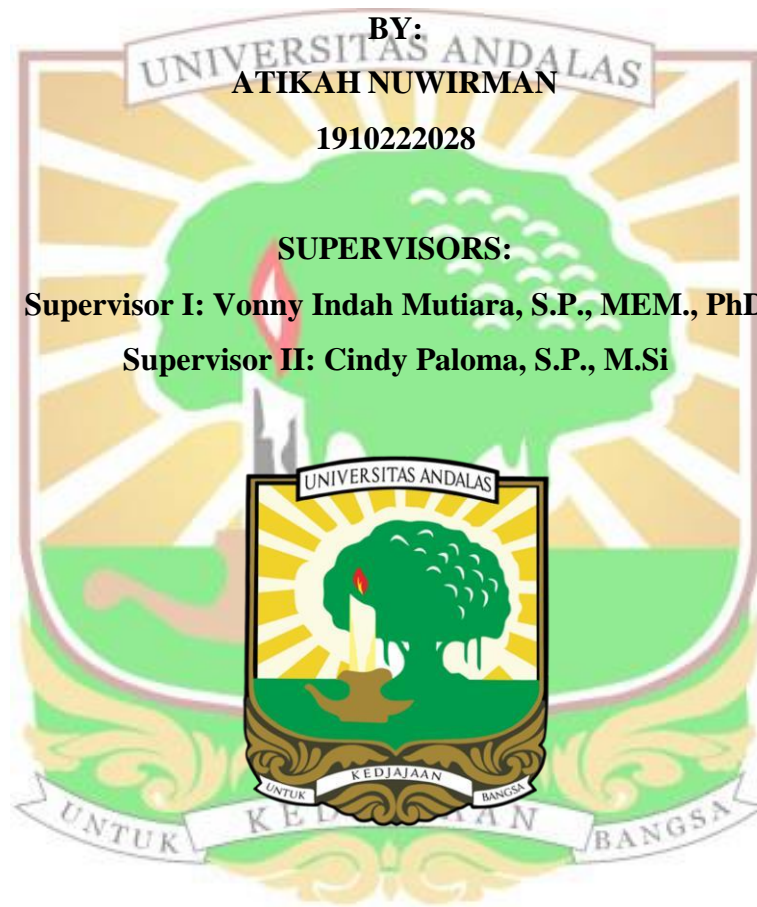 BY:
UNIVERSITAS ANDALAS
ATIKAH NUWIRMAN
1910222028
SUPERVISORS:
Supervisor I: Vonny Indah Mutiara, S.P., MEM., PhD
Supervisor II: Cindy Paloma, S.P., M.Si
UNIVERSITAS ANDALAS
UNTUK KEDJAJAAN BANGSA
UNTUK KEDJAJAAN BANGSA